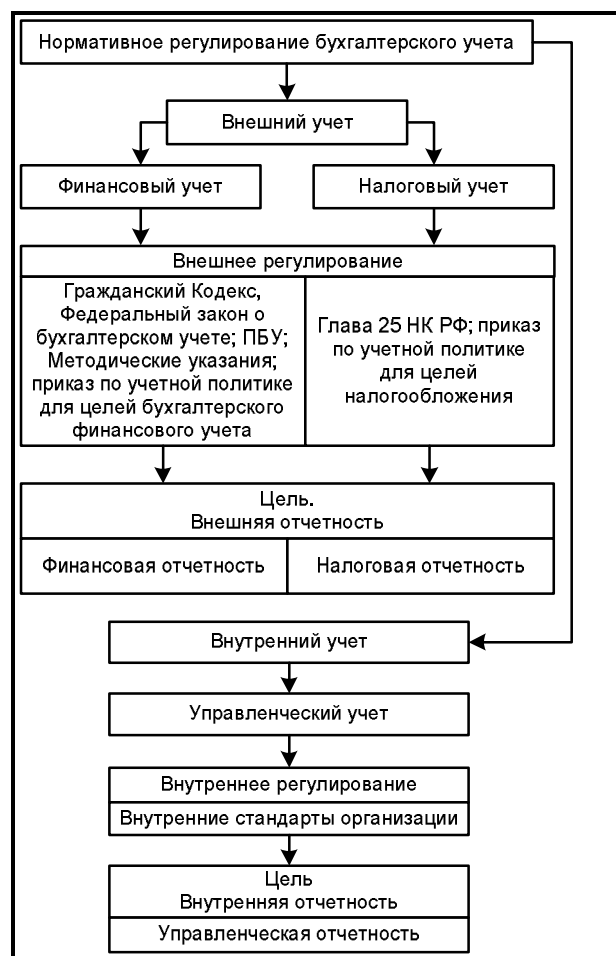 Нормативное регулирование бухгалтерского учета
Внешний учет
Финансовый учет
Налоговый учет
Внешнее регулирование
Гражданский Кодекс,
Федеральный закон о
бухгалтерском учете; ПБУ;
Методические указания;
приказ по учетной политике
для целей бухгалтерского
финансового учета
Глава 25 НК РФ; приказ
по учетной политике
для целей
налогообложения
Цель.
Внешняя отчетность
Финансовая отчетность
Налоговая отчетность
Внутренний учет
Управленческий учет
Внутреннее регулирование
Внутренние стандарты организации
Цель
Внутренняя отчетность
Управленческая отчетность